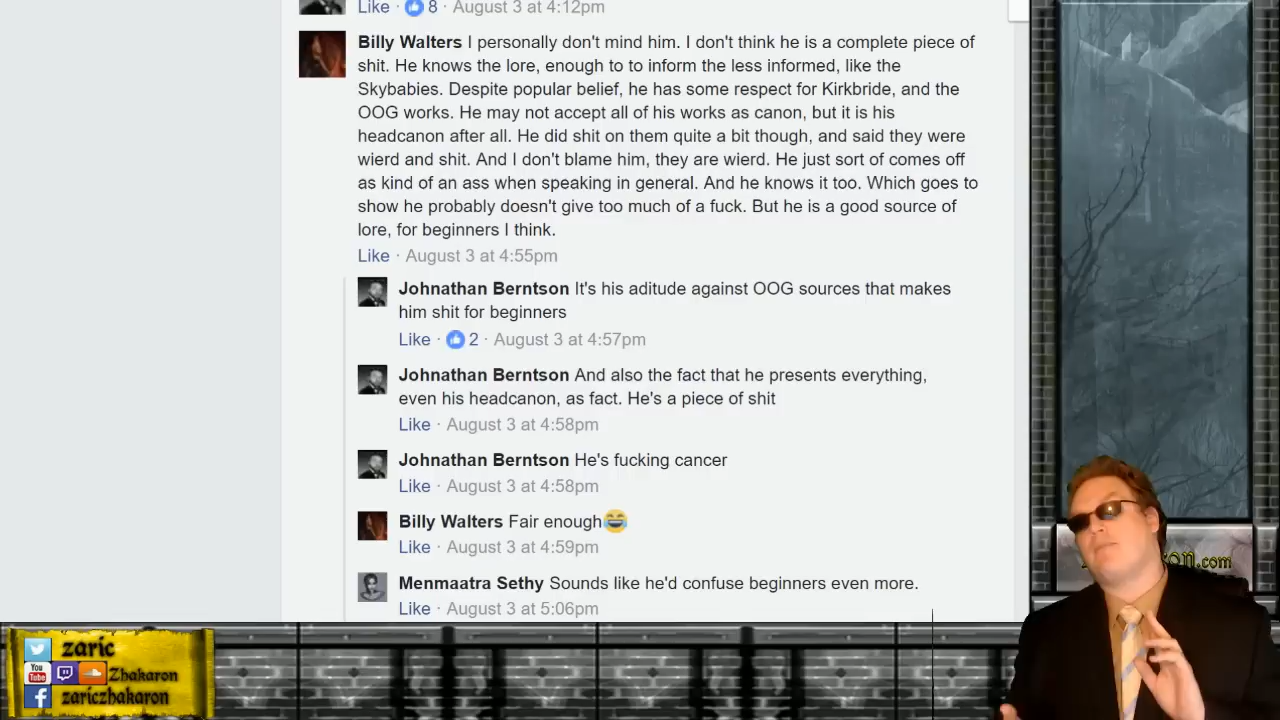 Like · 8 · August 3 at 4:12pm
Billy Walters I personally don't mind him. I don't think he is a complete piece of
shit. He knows the lore, enough to to inform the less informed, like the
Skybabies. Despite popular belief, he has some respect for Kirkbride, and the
OOG works. He may not accept all of his works as canon, but it is his
headcanon after all. He did shit on them quite a bit though, and said they were
wierd and shit. And I don't blame him, they are wierd. He just sort of comes off
as kind of an ass when speaking in general. And he knows it too. Which goes to
show he probably doesn't give too much of a fuck. But he is a good source of
lore, for beginners I think.
Like · August 3 at 4:55pm
Johnathan Berntson It's his aditude against OOG sources that makes
him shit for beginners
Like · 2 · August 3 at 4:57pm
Johnathan Berntson And also the fact that he presents everything,
even his headcanon, as fact. He's a piece of shit
Like · August 3 at 4:58pm
Johnathan Berntson He's fucking cancer
Like · August 3 at 4:58pm
Billy Walters Fair enough😂
Like · August 3 at 4:59pm
Menmaatra Sethy Sounds like he'd confuse beginners even more.
Like · August 3 at 5:06pm
zaric
You Tube Zhakaron
zariczhakaron